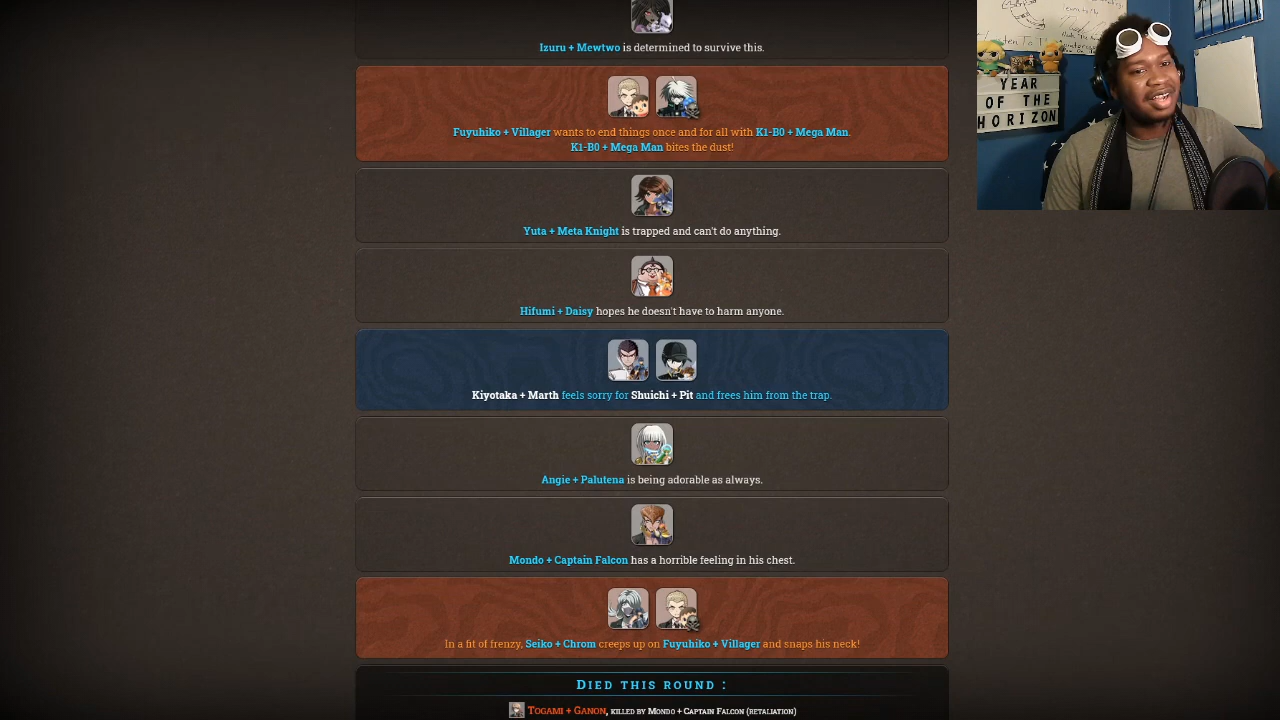 Izuru + Mewtwo is determined to survive this.
Fuyuhiko + Villager wants to end things once and for all with K1-B0 + Mega Man.
K1-B0 + Mega Man bites the dust!
Yuta + Meta Knight is trapped and can't do anything.
Hifumi + Daisy hopes he doesn't have to harm anyone.
Kiyotaka + Marth feels sorry for Shuichi + Pit and frees him from the trap.
Angie + Palutena is being adorable as always.
Mondo + Captain Falcon has a horrible feeling in his chest.
In a fit of frenzy, Seiko + Chrom creeps up on Fuyuhiko + Villager and snaps his neck!
Died this round :
Togami + Ganon, killed by Mondo + Captain Falcon (retaliation)
YEAR
OF THE
HORIZON